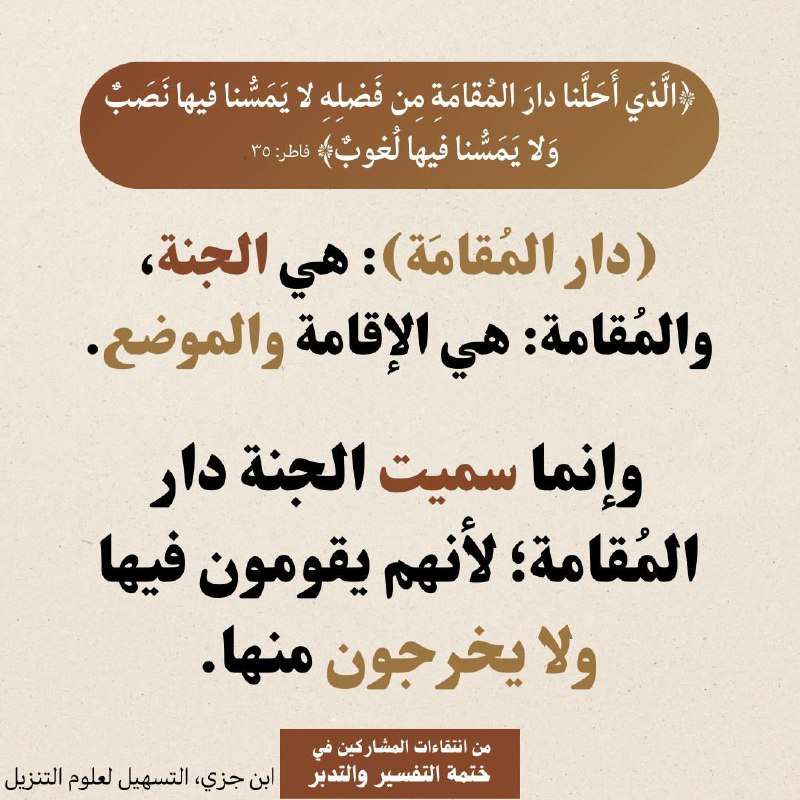 ﴿الَّذي أَحَلَّنا دارَ المُقامَةِ مِن فَضلِهِ لا يَمَسُّنا فيها نَصَبٌ
وَلا يَمَسُّنا فيها لُغوبٌ﴾ فاطر: ٣٥
(دار المُقامَة): هي الجنة،
والمُقامة: هي الإقامة والموضع.
وإنما سميت الجنة دار
المُقامة؛ لأنهم يقومون فيها
ولا يخرجون منها.
من انتقاءات المشاركين في
ختمة التفسير والتدبر
ابن جزي، التسهيل لعلوم التنزيل